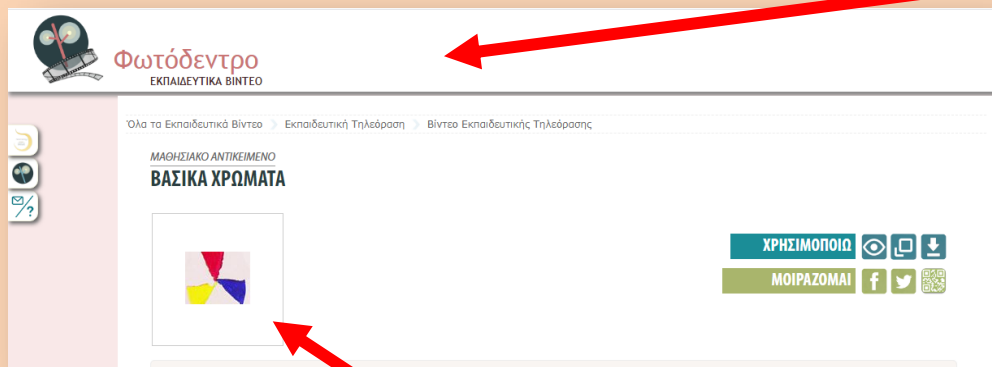 Φωτόδεντρο
ΕΚΠΑΙΔΕΥΤΙΚΑ ΒΙΝΤΕΟ
Όλα τα Εκπαιδευτικά Βίντεο > Εκπαιδευτική Τηλεόραση > Βίντεο Εκπαιδευτικής Τηλεόρασης
ΜΑΘΗΣΙΑΚΟ ΑΝΤΙΚΕΙΜΕΝΟ
ΒΑΣΙΚΑ ΧΡΩΜΑΤΑ
ΧΡΗΣΙΜΟΠΟΙΩ
ΜΟΙΡΑΖΟΜΑΙ